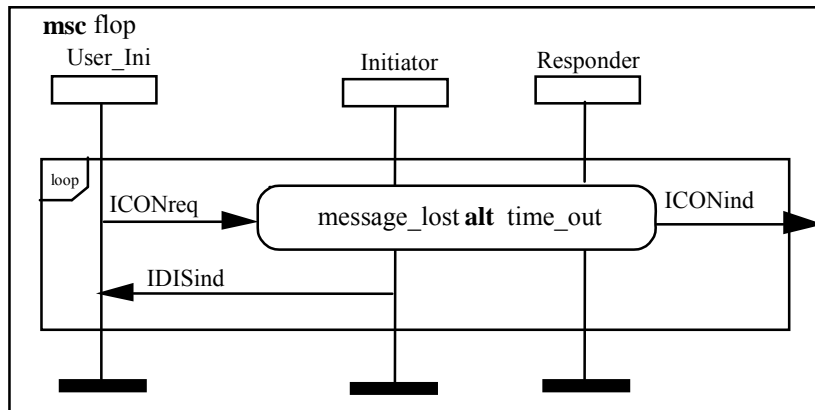 msc flop
User_Ini
Initiator
Responder
loop
ICONreq
message_lost alt time_out
ICONind
IDISind